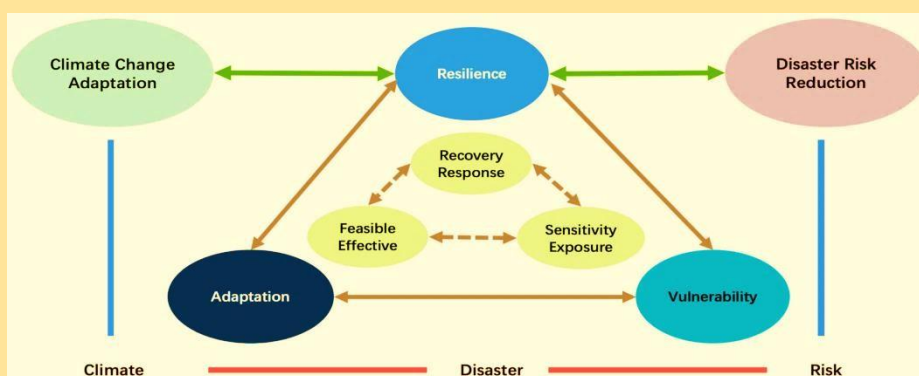 Climate Change
Adaptation
Resilience
Disaster Risk
Reduction
Recovery
Response
Feasible
Effective
Sensitivity
Exposure
Adaptation
Vulnerability
Climate
Disaster
Risk